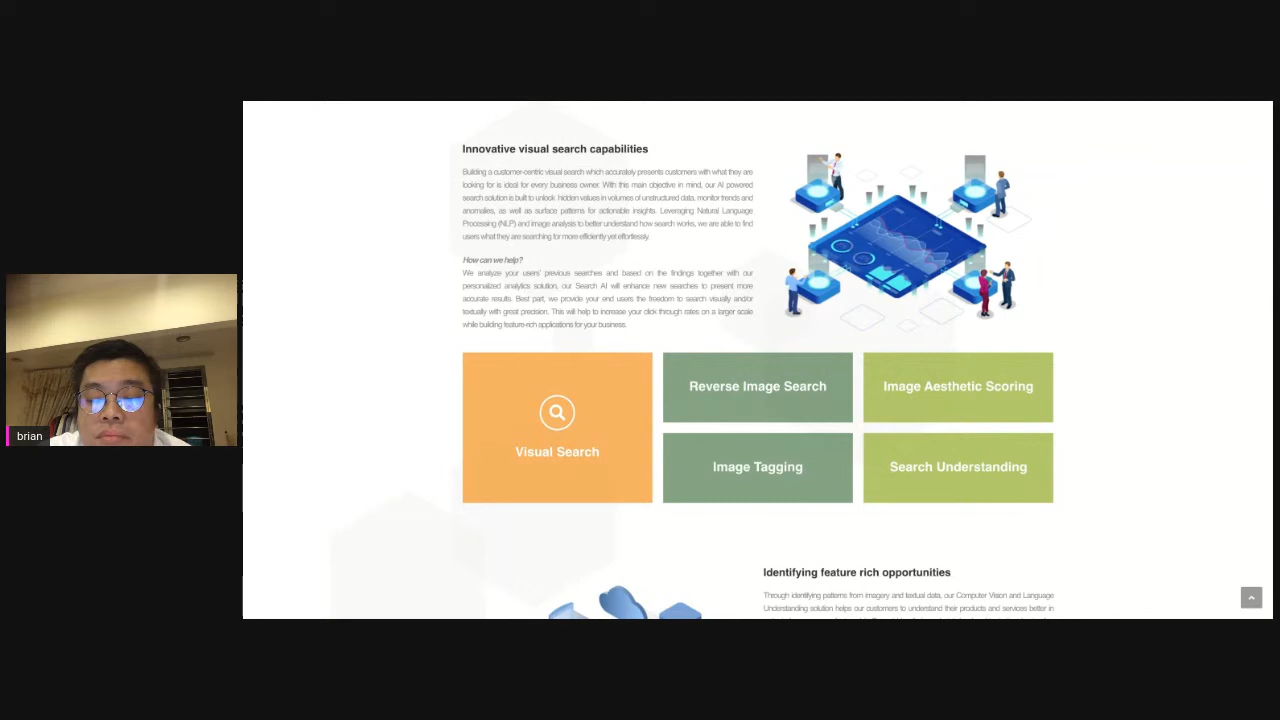 Innovative visual search capabilities
Building a customer-centric visual search which accurately presents customers with what they are
looking for is ideal for every business owner. With this main objective in mind, our AI powered
search solution is built to unlock hidden values in volumes of unstructured data, monitor trends and
anomalies, as well as surface patterns for actionable insights. Leveraging Natural Language
Processing (NLP) and image analysis to better understand how search works, we are able to find
users what they are searching for more efficiently yet effortlessly.
How can we help?
We analyze your users' previous searches and based on the findings together with our
personalized analytics solution, our Search AI will enhance new searches to present more
accurate results. Best part, we provide your end users the freedom to search visually and/or
textually with great precision. This will help to increase your click through rates on a larger scale
while building feature-rich applications for your business.
Visual Search
Reverse Image Search
Image Aesthetic Scoring
Image Tagging
Search Understanding
brian
Identifying feature rich opportunities
Through identifying patterns from imagery and textual data, our Computer Vision and Language
Understanding solution helps our customers to understand their products and services better in